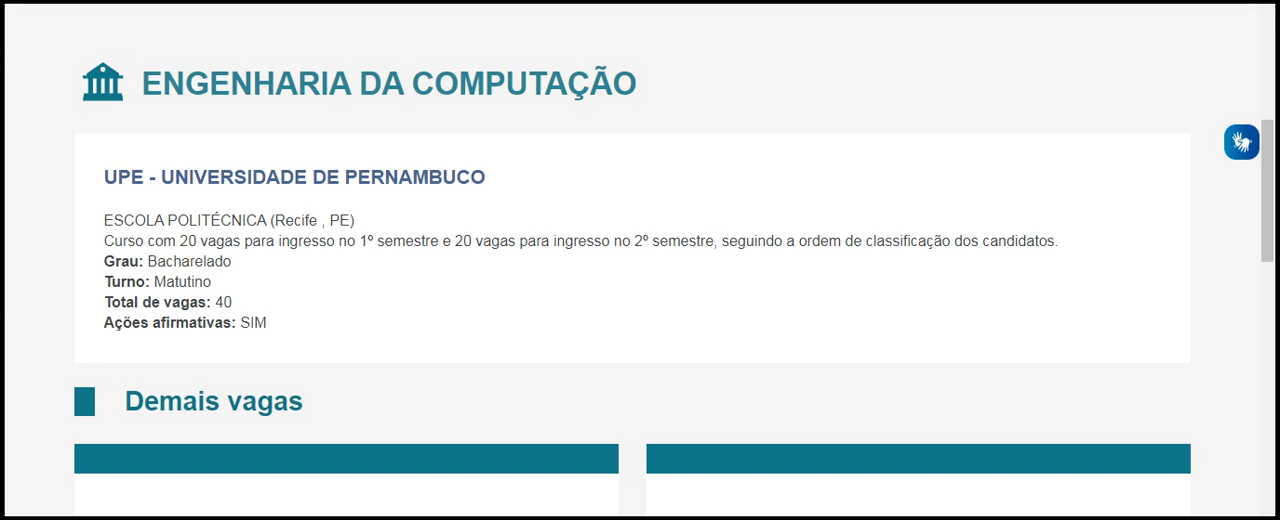 ENGENHARIA DA COMPUTAÇÃO
UPE - UNIVERSIDADE DE PERNAMBUCO
ESCOLA POLITÉCNICA (Recife , PE)
Curso com 20 vagas para ingresso no 1º semestre e 20 vagas para ingresso no 2º semestre, seguindo a ordem de classificação dos candidatos.
Grau: Bacharelado
Turno: Matutino
Total de vagas: 40
Ações afirmativas: SIM
Demais vagas